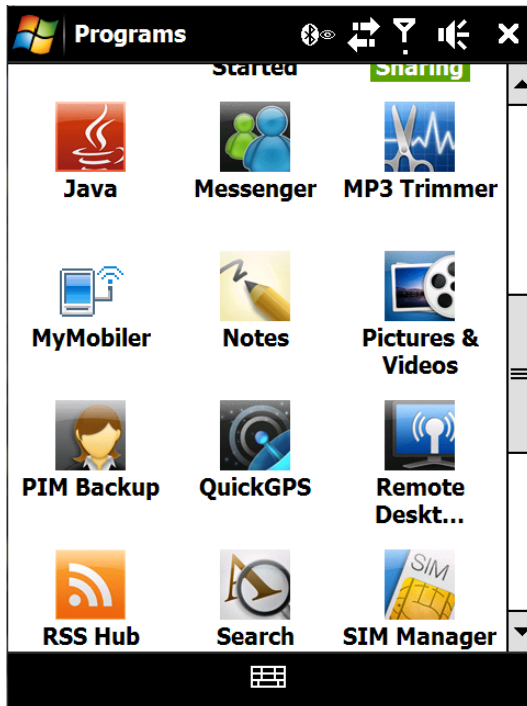 Programs
Started
Sharing
Java
Messenger
MP3 Trimmer
MyMobiler
Notes
Pictures &
Videos
PIM Backup
QuickGPS
Remote
Deskt...
SIM
RSS Hub
Search
SIM Manager